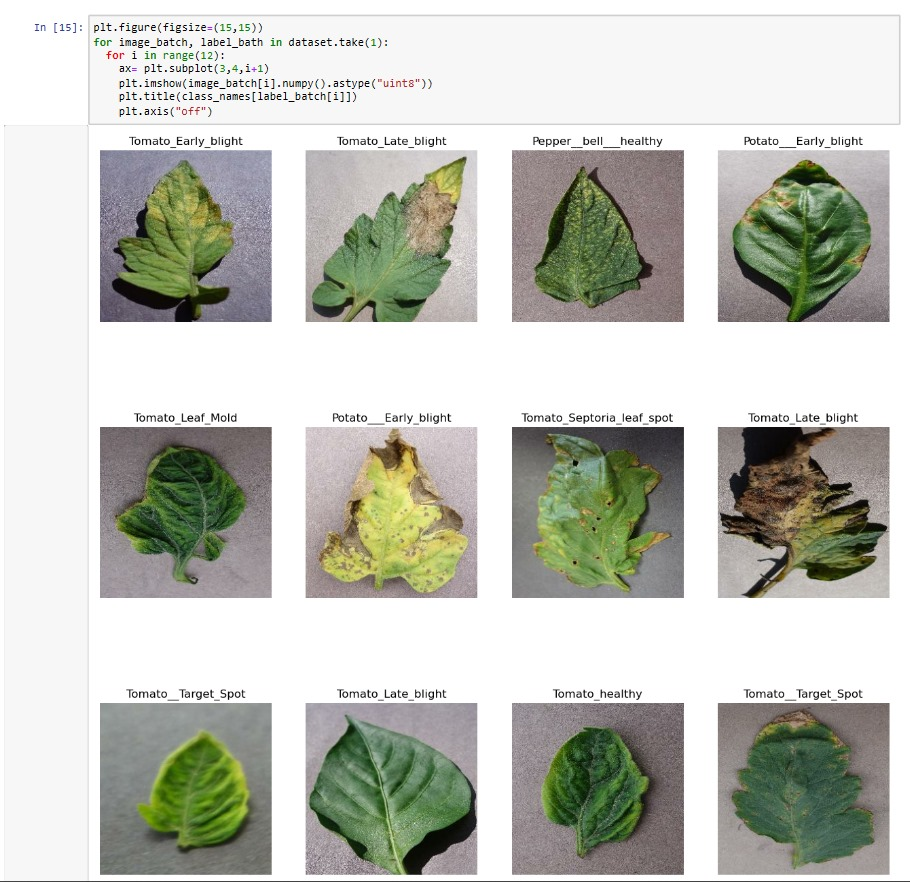 In [15]: plt.figure(figsize=(15,15))
for image_batch, label_bath in dataset.take(1):
  for i in range(12):
    ax= plt.subplot(3,4,i+1)
    plt.imshow(image_batch[i].numpy().astype("uint8"))
    plt.title(class_names[label_batch[i]])
    plt.axis("off")
Tomato_Early_blight Tomato_Late_blight Pepper__bell___healthy Potato___Early_blight
Tomato_Leaf_Mold Potato___Early_blight Tomato_Septoria_leaf_spot Tomato_Late_blight
Tomato__Target_Spot Tomato_Late_blight Tomato_healthy Tomato__Target_Spot